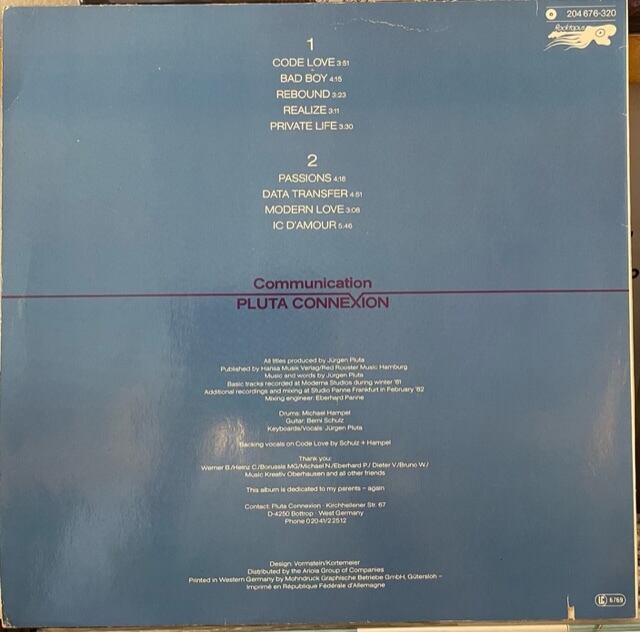 204 676-320
Rocktopus
1
CODE LOVE 3:51
BAD BOY 4:15
REBOUND 3:23
REALIZE 3:11
PRIVATE LIFE 3:30
2
PASSIONS 4:18
DATA TRANSFER 4:51
MODERN LOVE 3:08
IC D'AMOUR 5:46
Communication
PLUTA CONNEXION
All titles produced by Jürgen Pluta
Published by Hansa Musik Verlag/Red Rooster Music Hamburg
Music and words by Jürgen Pluta
Basic tracks recorded at Moderna Studios during winter '81
Additional recordings and mixing at Studio Panne Frankfurt in February '82
Mixing engineer: Eberhard Panne
Drums: Michael Hampel
Guitar: Berni Schulz
Keyboards/Vocals: Jürgen Pluta
Backing vocals on Code Love by Schulz + Hampel
Thank you:
Werner B./Heinz C./Borussia MG/Michael N./Eberhard P./ Dieter V./Bruno W./
Music Kreativ Oberhausen and all other friends
This album is dedicated to my parents – again
Contact: Pluta Connexion · Kirchhellener Str. 67
D-4250 Bottrop · West Germany
Phone 02041/22512
Design: Vormstein/Kortemeier
Distributed by the Ariola Group of Companies
Printed in Western Germany by Mohndruck Graphische Betriebe GmbH, Gütersloh –
Imprimé en République Fédérale d'Allemagne
LC 6769